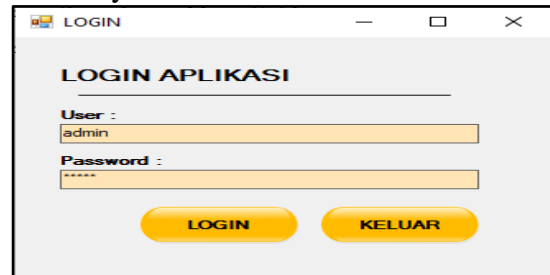 LOGIN
LOGIN APLIKASI
User :
admin
Password :
*****
LOGIN KELUAR